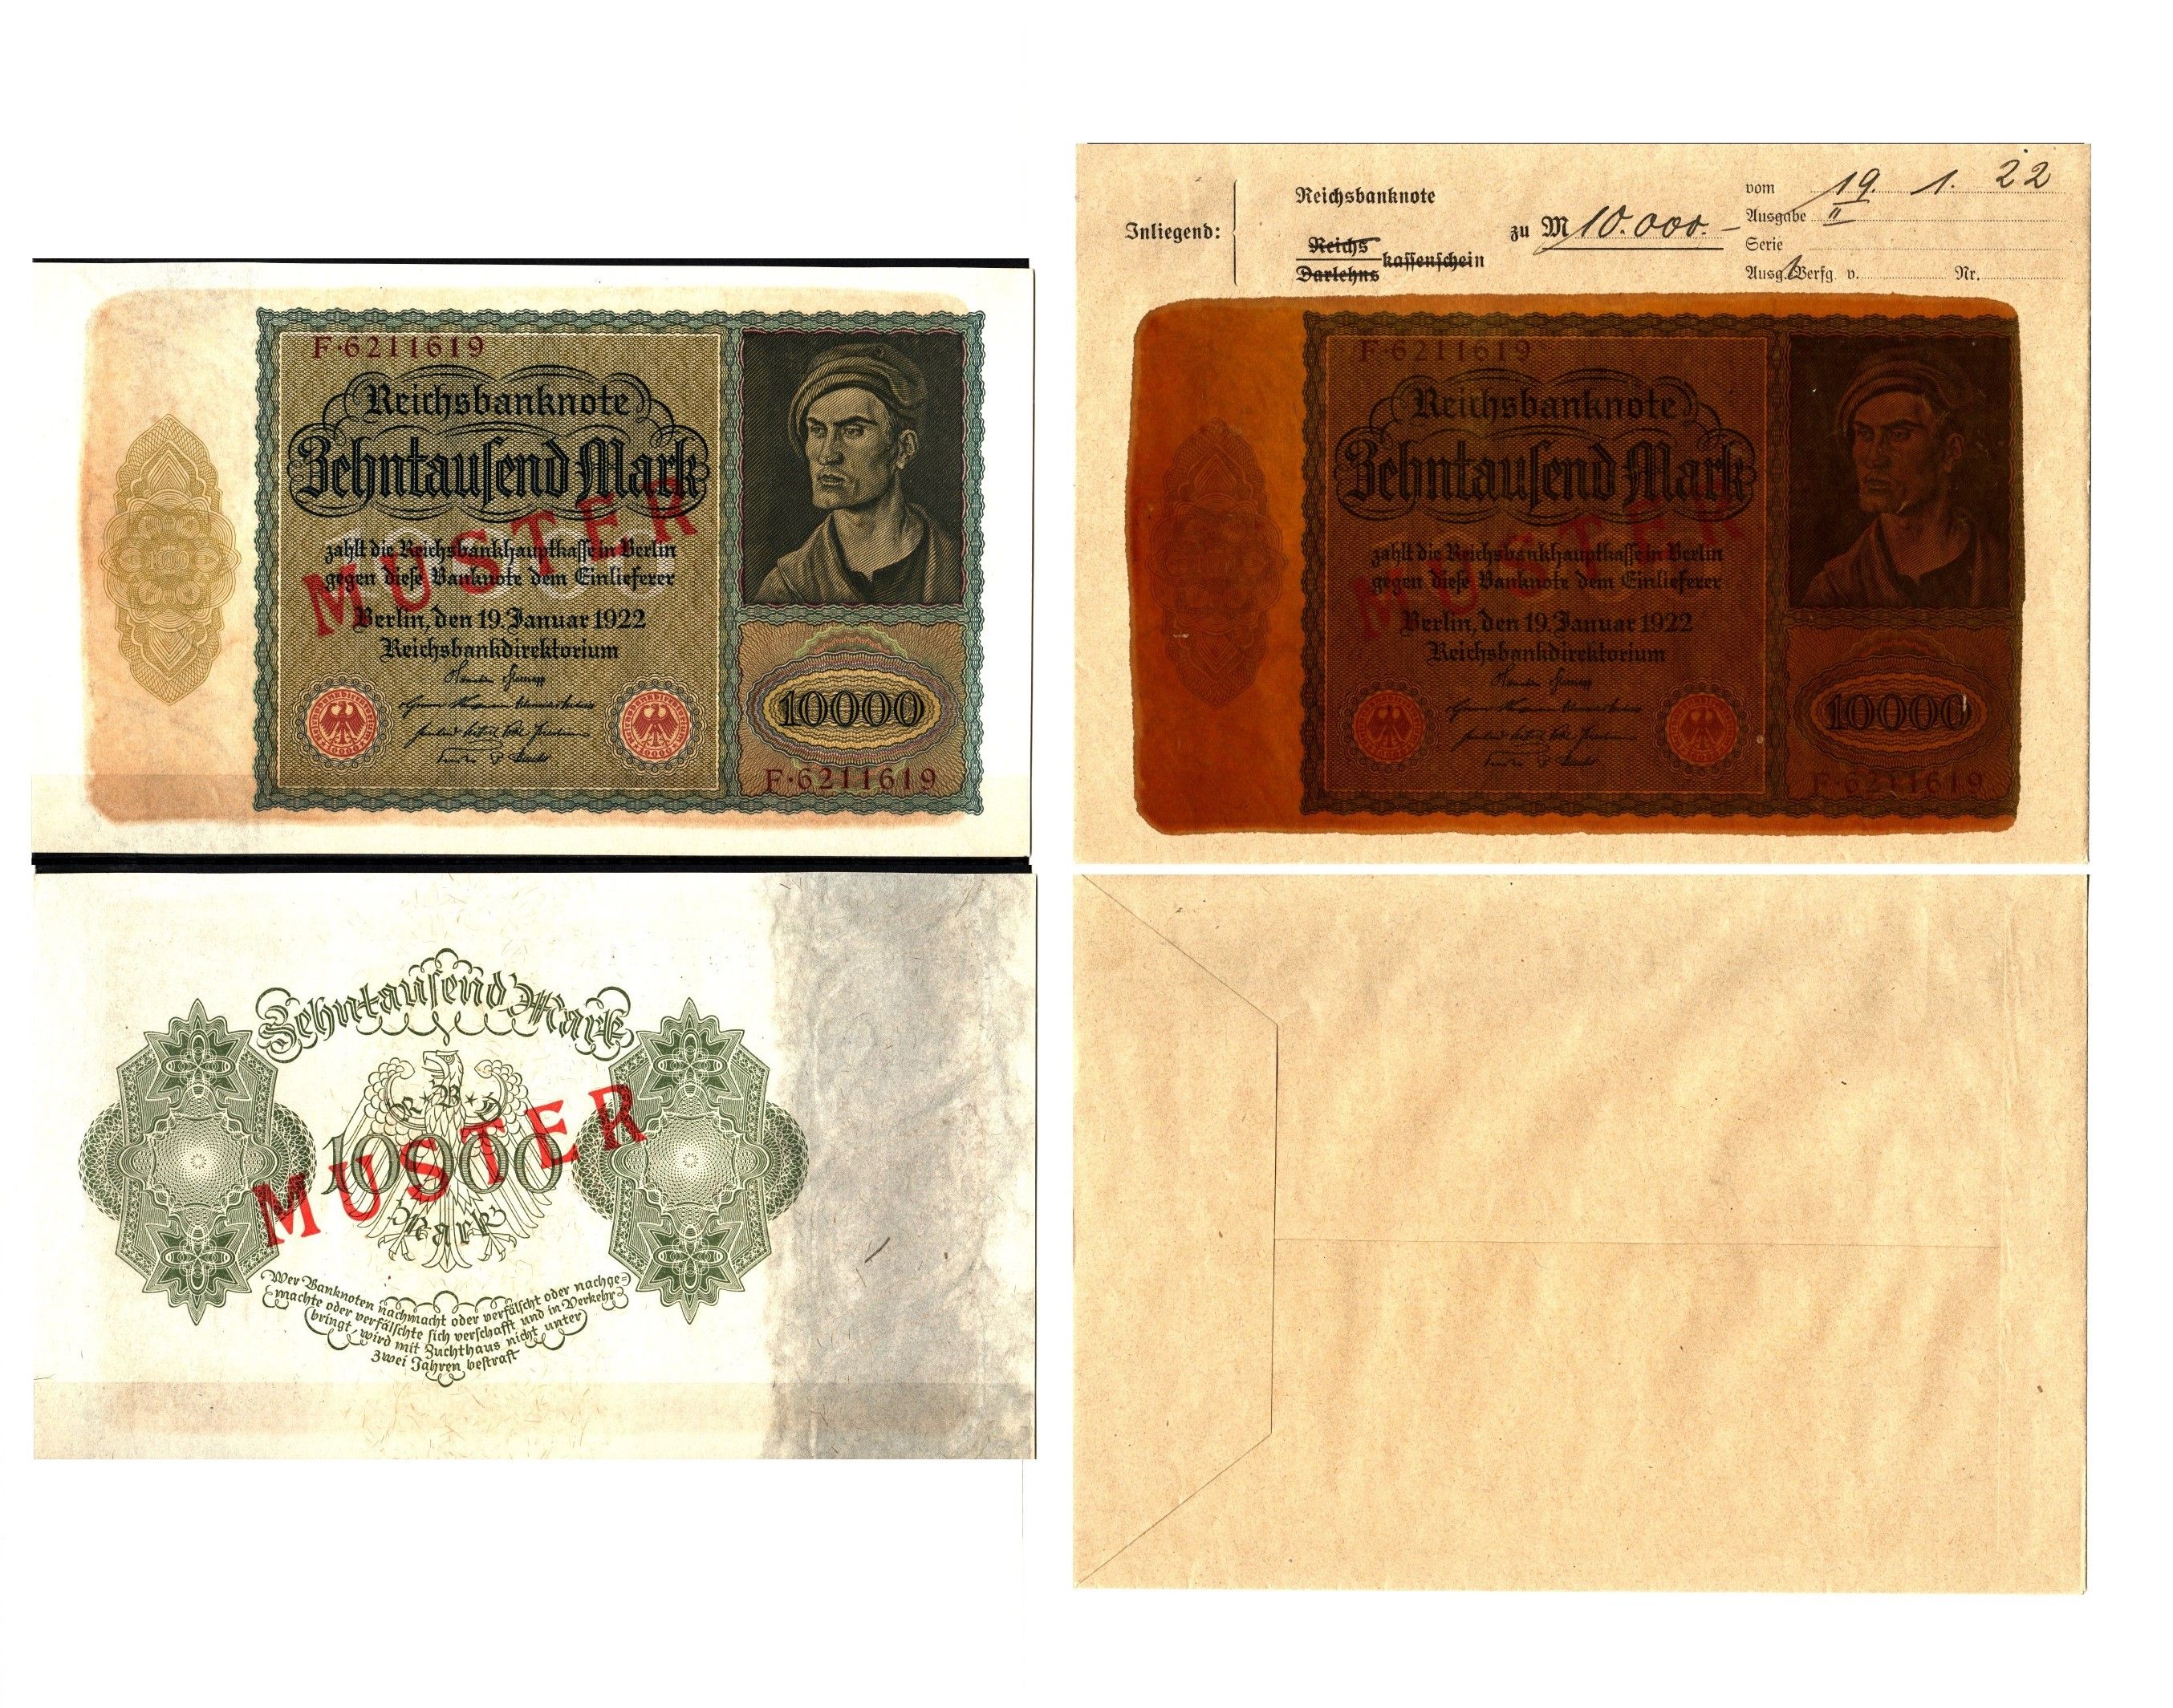 F·6211619
Reichsbanknote
Zehntausend Mark
MUSTER
zahlt die Reichsbankhauptkasse in Berlin
gegen diese Banknote dem Einlieferer
Berlin, den 19. Januar 1922
Reichsbankdirektorium
10000
F·6211619
Zehntausend Mark
R·B·D
10000
Mark
MUSTER
Wer Banknoten nachmacht oder verfälscht oder nachge-
machte oder verfälschte sich verschafft und in Verkehr
bringt, wird mit Zuchthaus nicht unter
zwei Jahren bestraft
Inliegend:
Reichsbanknote
Reichs
Darlehns kassenschein
zu M 10.000.-
vom 19. 1. 22
Ausgabe II
Serie
Ausg. Verfg. v. Nr.
F·6211619
Reichsbanknote
Zehntausend Mark
MUSTER
zahlt die Reichsbankhauptkasse in Berlin
gegen diese Banknote dem Einlieferer
Berlin, den 19. Januar 1922
Reichsbankdirektorium
10000
F·6211619